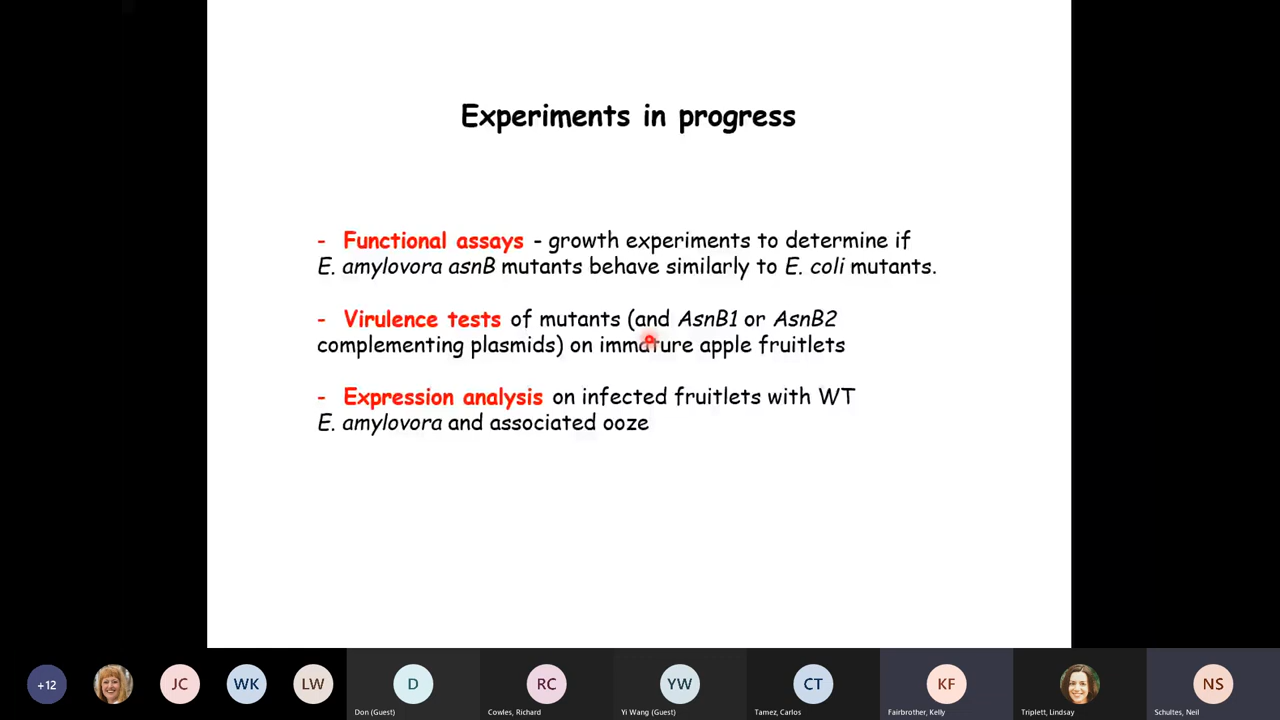 Experiments in progress
- Functional assays - growth experiments to determine if
E. amylovora asnB mutants behave similarly to E. coli mutants.
- Virulence tests of mutants (and AsnB1 or AsnB2
complementing plasmids) on immature apple fruitlets
- Expression analysis on infected fruitlets with WT
E. amylovora and associated ooze
+12
JC
WK
LW
D
RC
YW
CT
KF
NS
Don (Guest)
Cowles, Richard
Yi Wang (Guest)
Tamez, Carlos
Fairbrother, Kelly
Triplett, Lindsay
Schultes, Neil